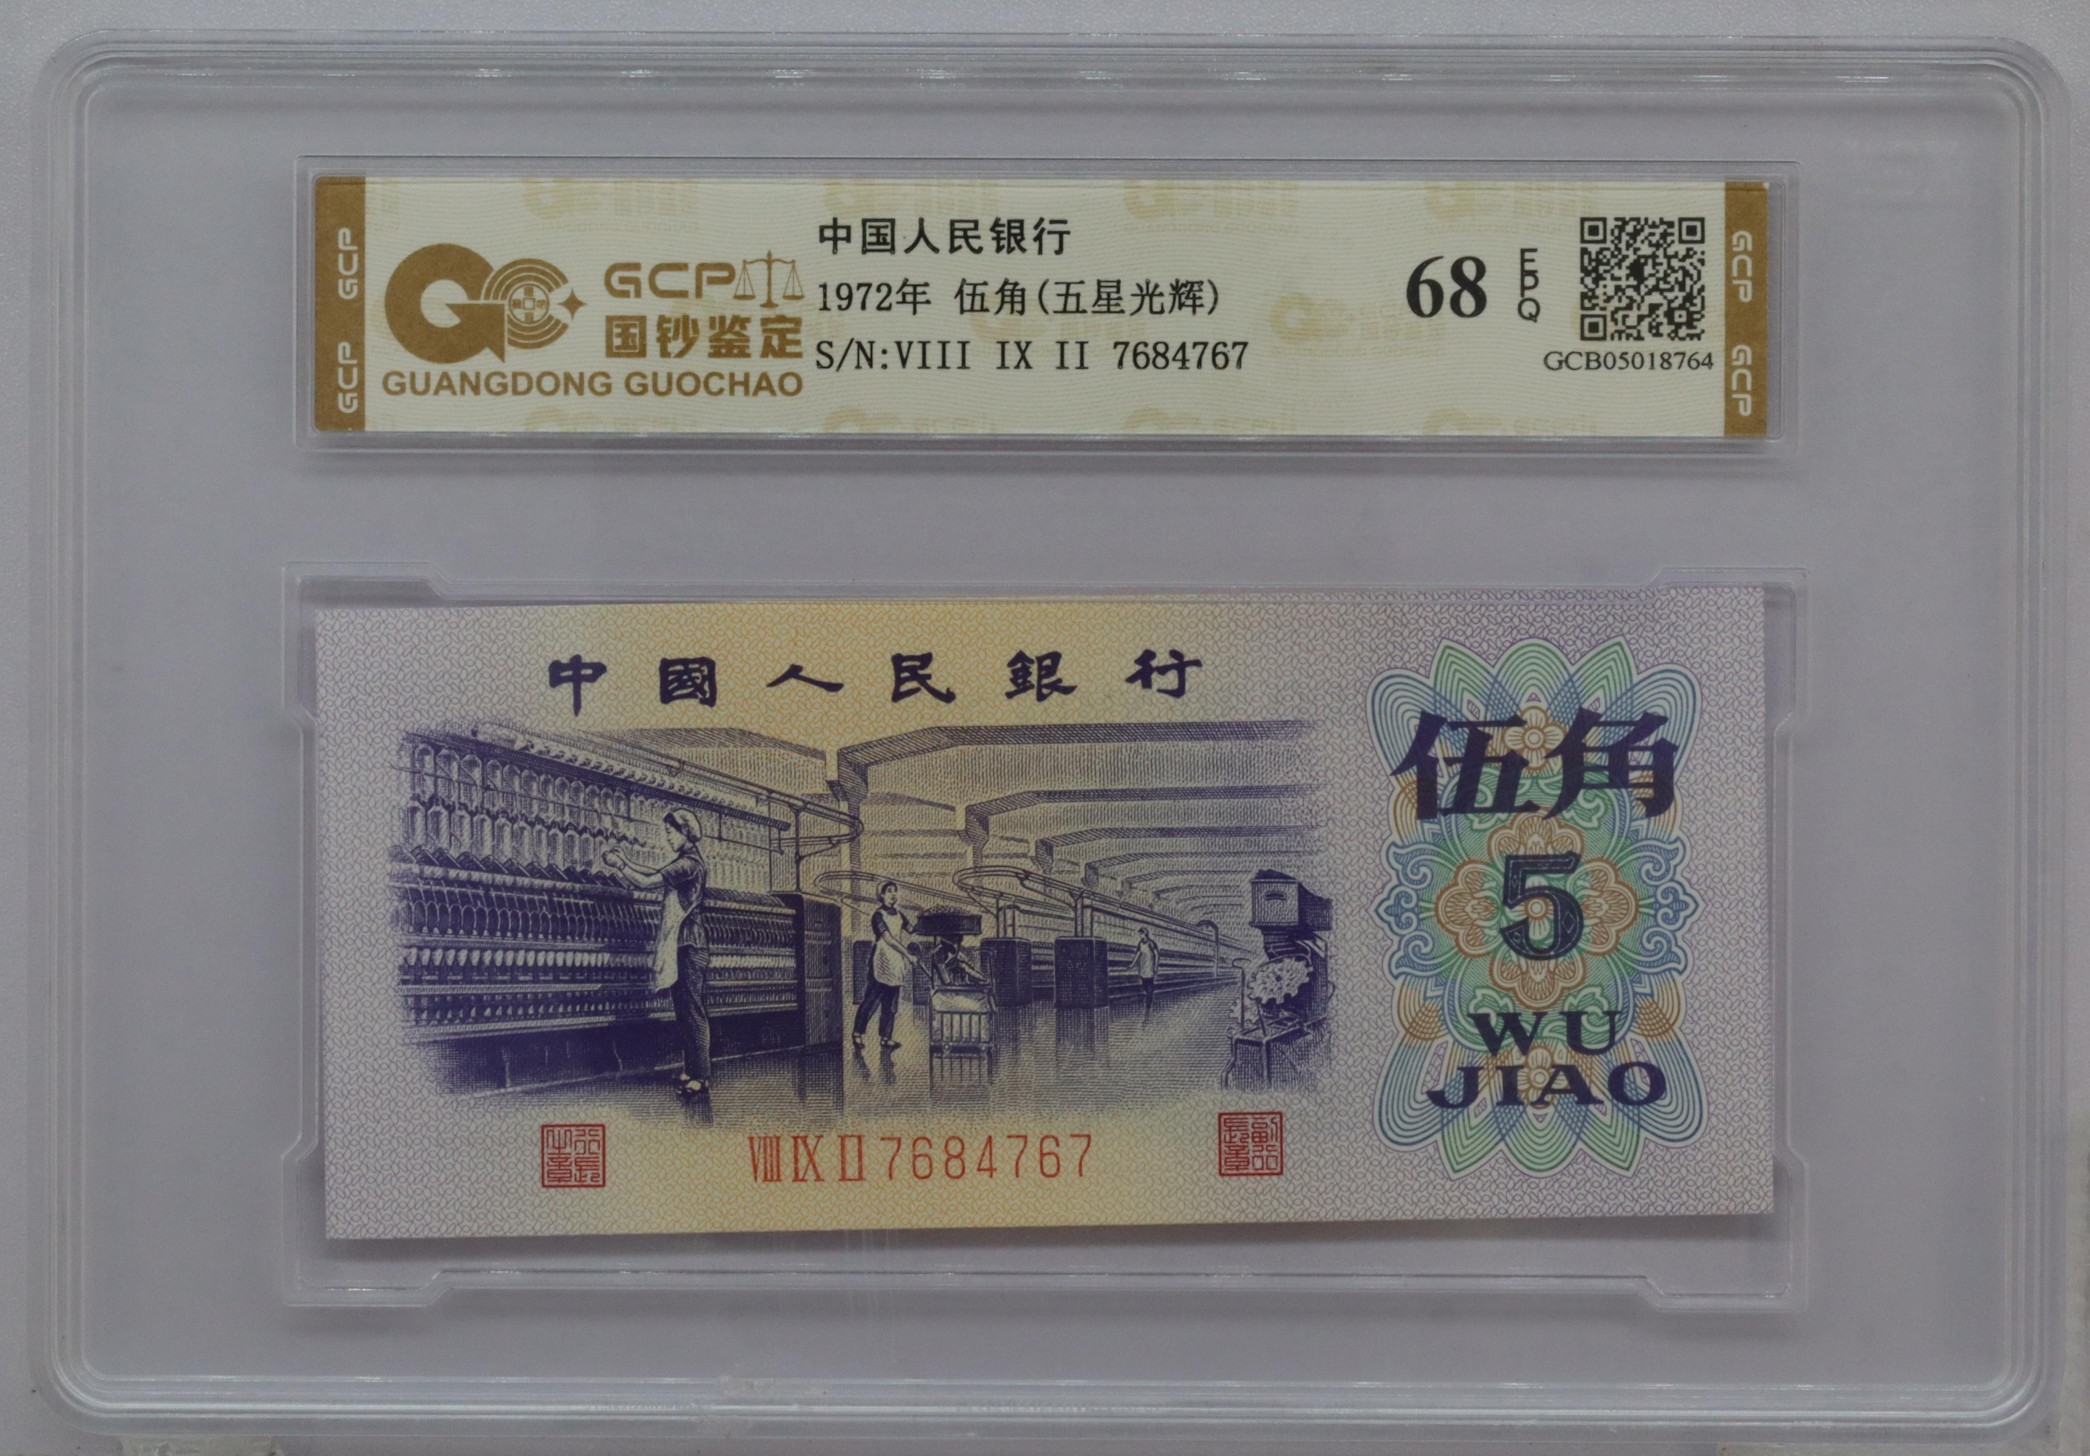 GCP
GCP
GCP
国钞鉴定
GUANGDONG GUOCHAO
中国人民银行
1972年 伍角(五星光辉)
S/N:VIII IX II 7684767
68 EPQ
GCB05018764
GCP
GCP
中國人民銀行
伍角
5
WU
JIAO
VIII IX II 7684767